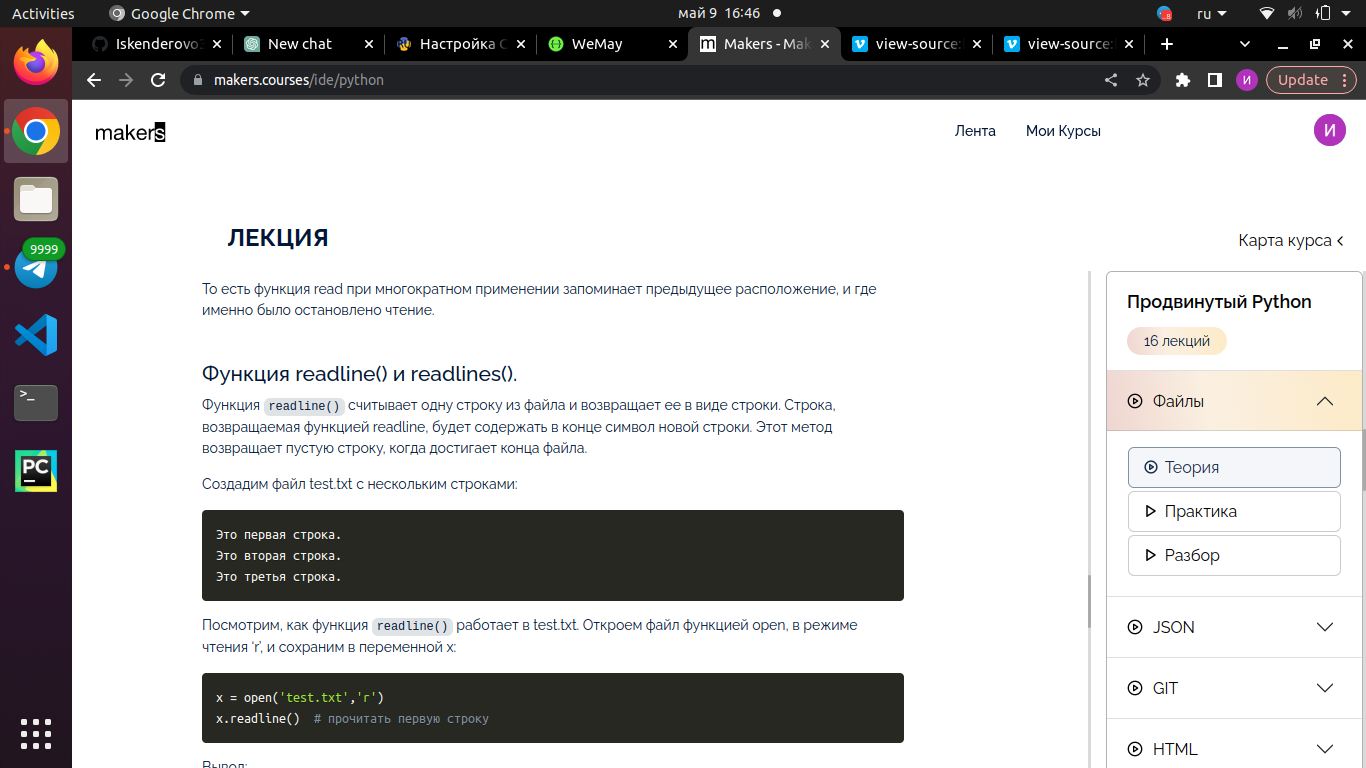 Activities
Google Chrome
май 9 16:46
ru
Iskenderovo
New chat
Настройка С
WeMay
Makers - Mak
view-source:
view-source:
makers.courses/ide/python
И
Update
makers
Лента
Мои Курсы
И
9999
ЛЕКЦИЯ
Карта курса
То есть функция read при многократном применении запоминает предыдущее расположение, и где
именно было остановлено чтение.
Функция readline() и readlines().
Функция readline() считывает одну строку из файла и возвращает ее в виде строки. Строка,
возвращаемая функцией readline, будет содержать в конце символ новой строки. Этот метод
возвращает пустую строку, когда достигает конца файла.
Создадим файл test.txt с нескольким строками:
Это первая строка.
Это вторая строка.
Это третья строка.
Посмотрим, как функция readline() работает в test.txt. Откроем файл функцией open, в режиме
чтения 'r', и сохраним в переменной x:
x = open('test.txt','r')
x.readline() # прочитать первую строку
Вывод:
Продвинутый Python
16 лекций
Файлы
Теория
Практика
Разбор
JSON
GIT
HTML
PC